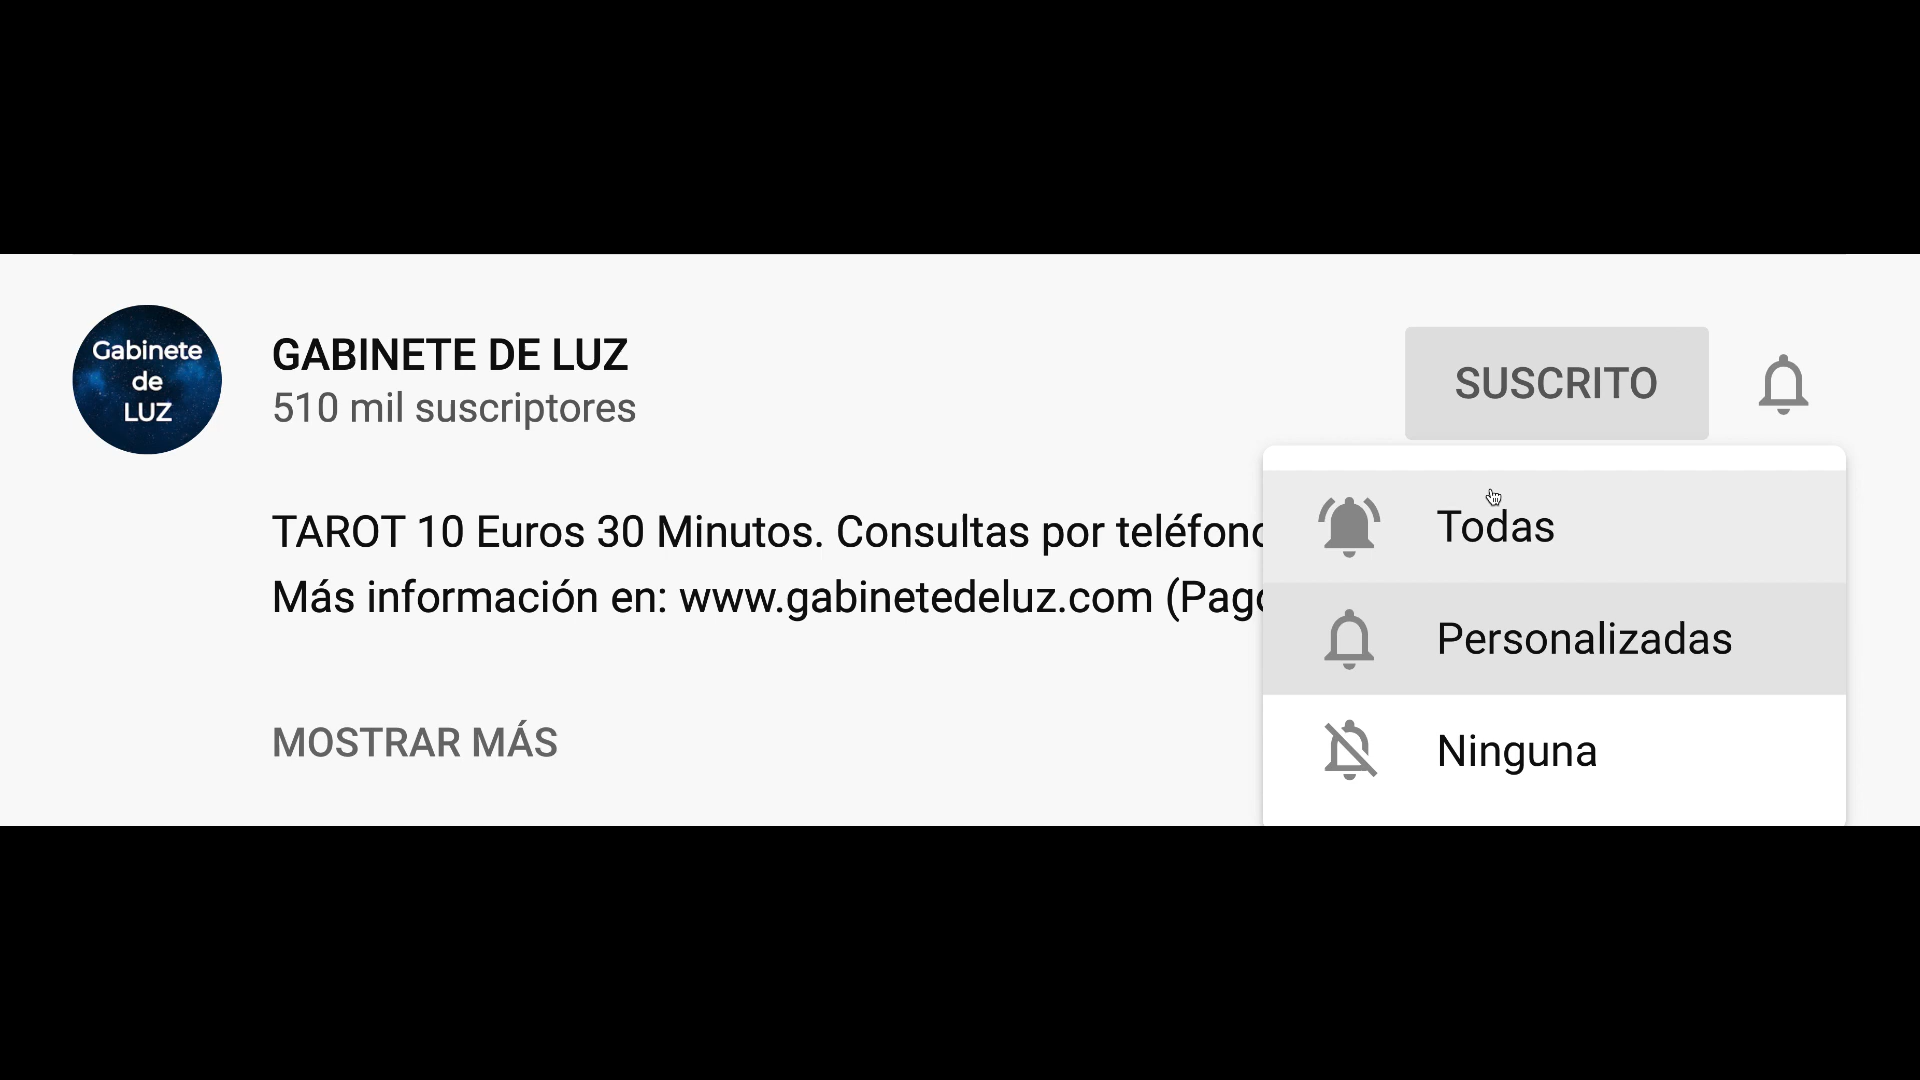 Gabinete
de
LUZ
GABINETE DE LUZ
510 mil suscriptores
SUSCRITO
TAROT 10 Euros 30 Minutos. Consultas por teléfono
Más información en: www.gabinetedeluz.com
MOSTRAR MÁS
Todas
Personalizadas
Ninguna